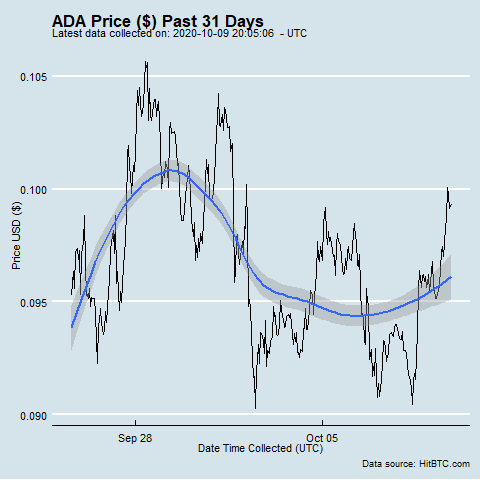 ADA Price ($) Past 31 Days
Latest data collected on: 2020-10-09 20:05:06 - UTC
0.105
0.100
0.095
0.090
Price USD ($)
Sep 28
Oct 05
Date Time Collected (UTC)
Data source: HitBTC.com